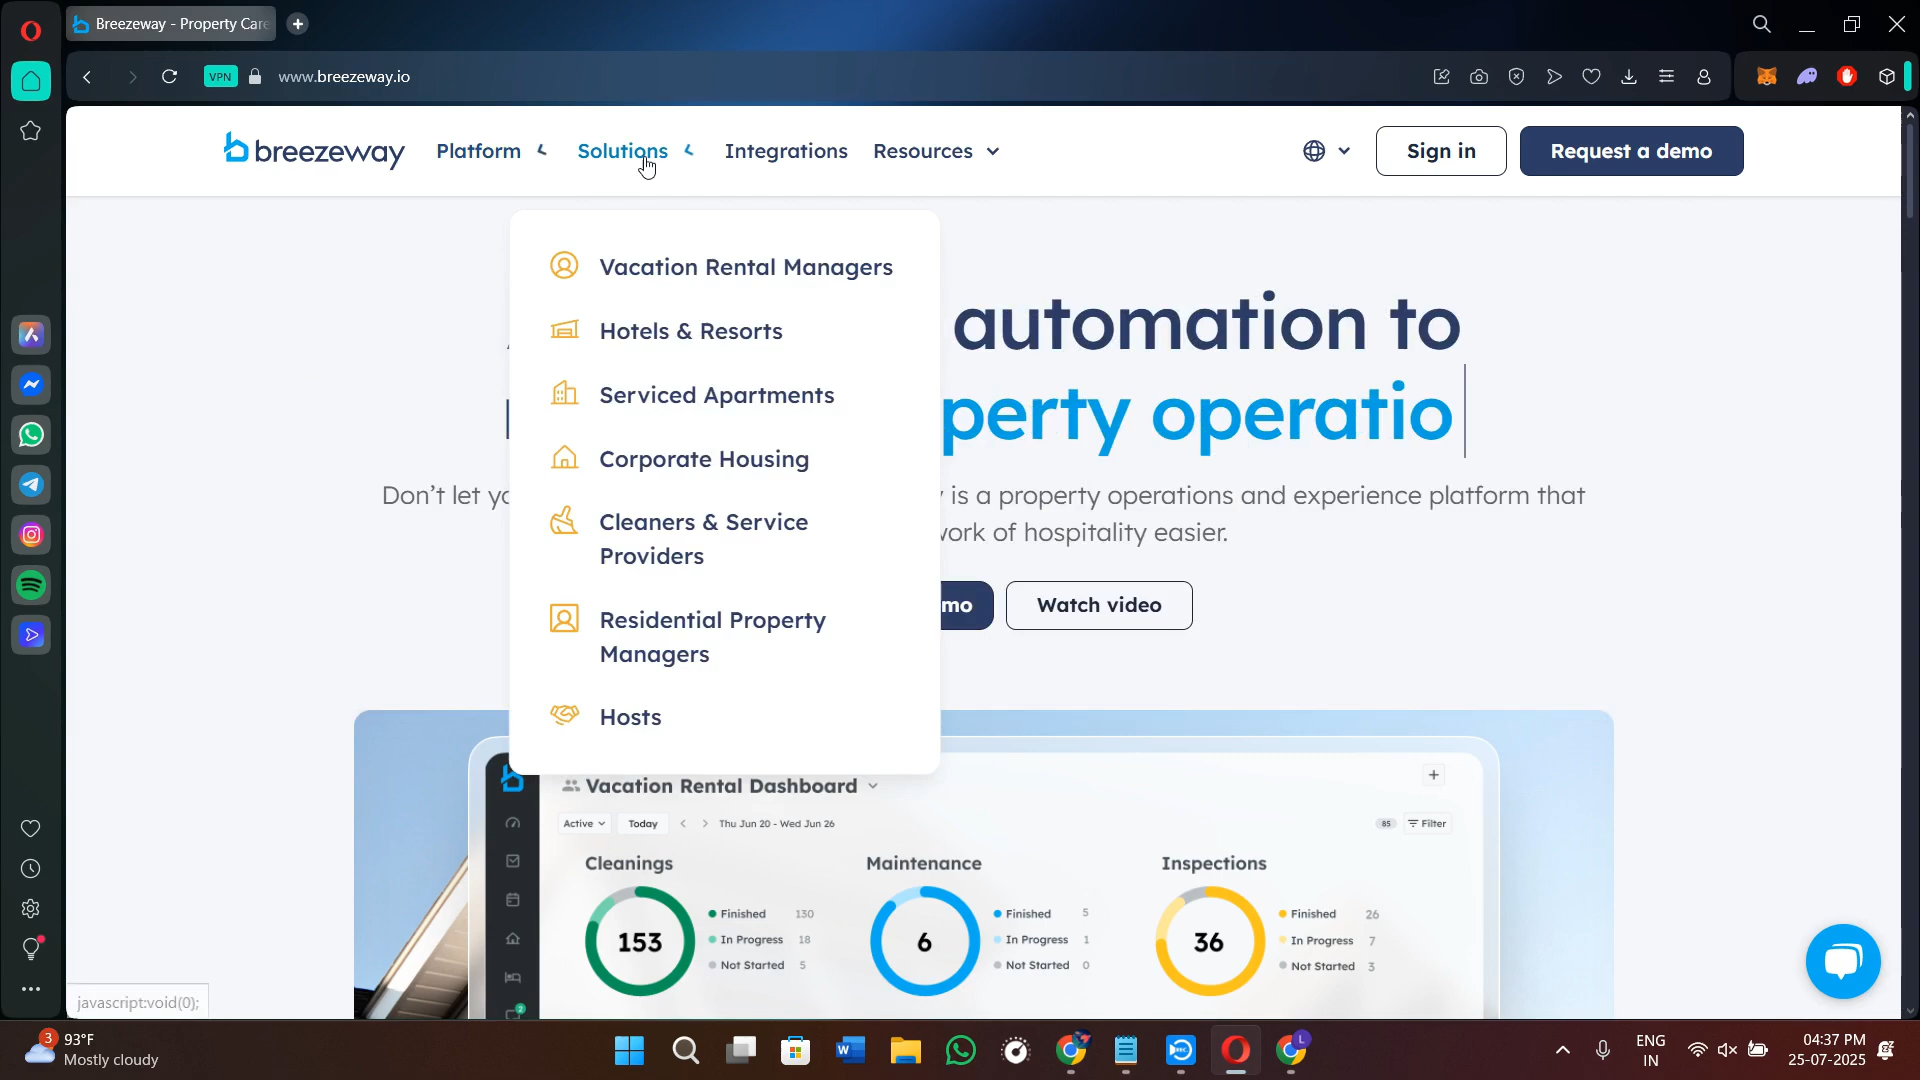 Breezeway - Property Care
VPN
www.breezeway.io
breezeway
Platform
Solutions
Integrations
Resources
Sign in
Request a demo
Vacation Rental Managers
Hotels & Resorts
Serviced Apartments
Corporate Housing
Cleaners & Service
Providers
Residential Property
Managers
Hosts
automation to
perty operatio
Don't let yo
is a property operations and experience platform that
work of hospitality easier.
mo
Watch video
Vacation Rental Dashboard
Active
Today
Thu Jun 20 - Wed Jun 26
85
Filter
Cleanings
153
Finished 130
In Progress 18
Not Started 5
Maintenance
6
Finished 5
In Progress 1
Not Started 0
Inspections
36
Finished 26
In Progress 7
Not Started 3
2
javascript:void(0);
3
93°F
Mostly cloudy
REC
L
ENG
IN
04:37 PM
25-07-2025